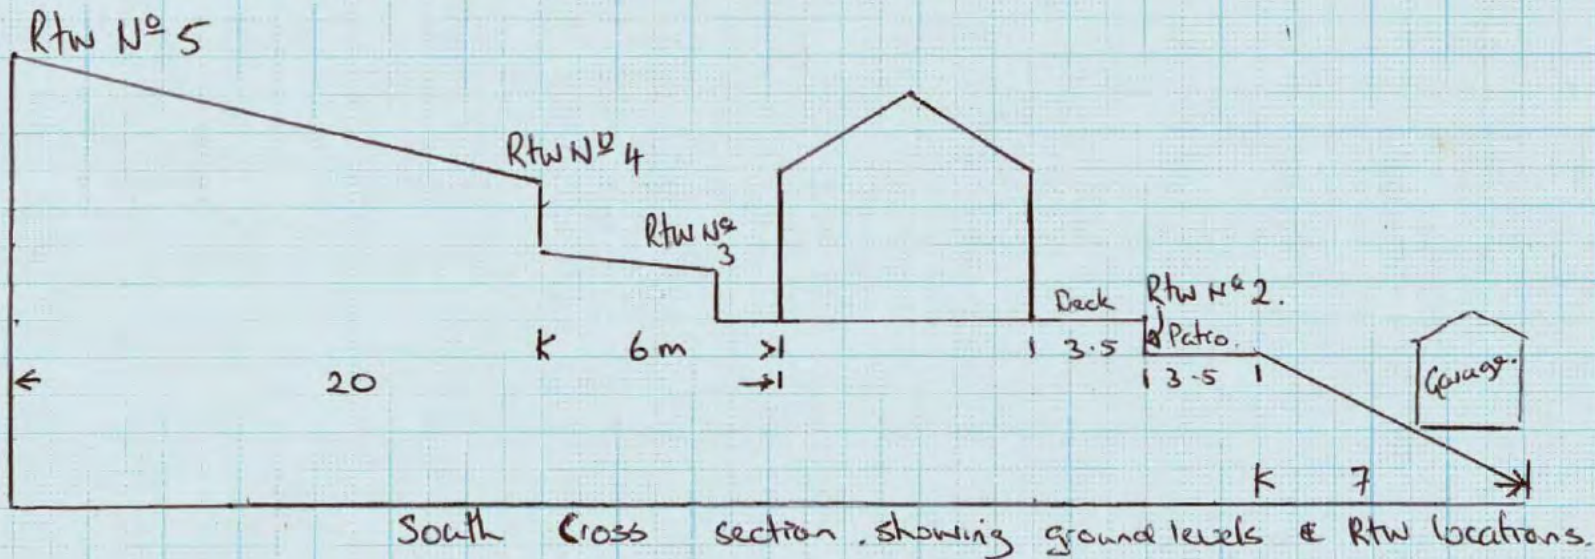 Rtw Nº 5
Rtw Nº 4
Rtw Nº
3
Deck
Rtw Nº 2.
Patio.
Garage.
6m
3.5
20
3.5
7
South Cross section. showing ground levels & Rtw locations